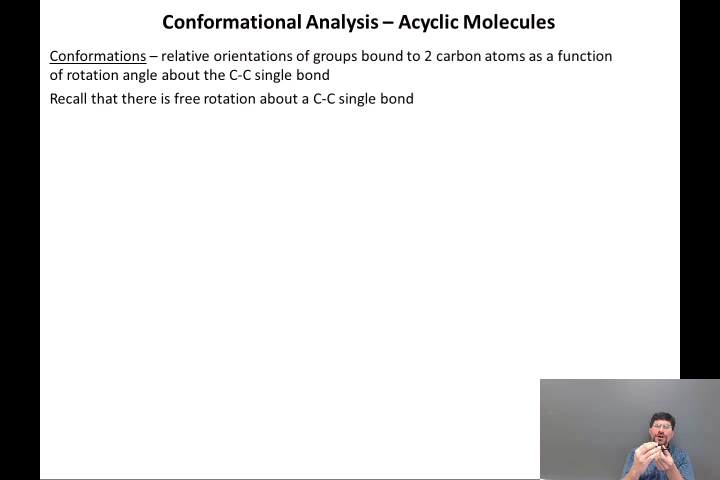 Conformational Analysis – Acyclic Molecules
Conformations – relative orientations of groups bound to 2 carbon atoms as a function
of rotation angle about the C-C single bond
Recall that there is free rotation about a C-C single bond